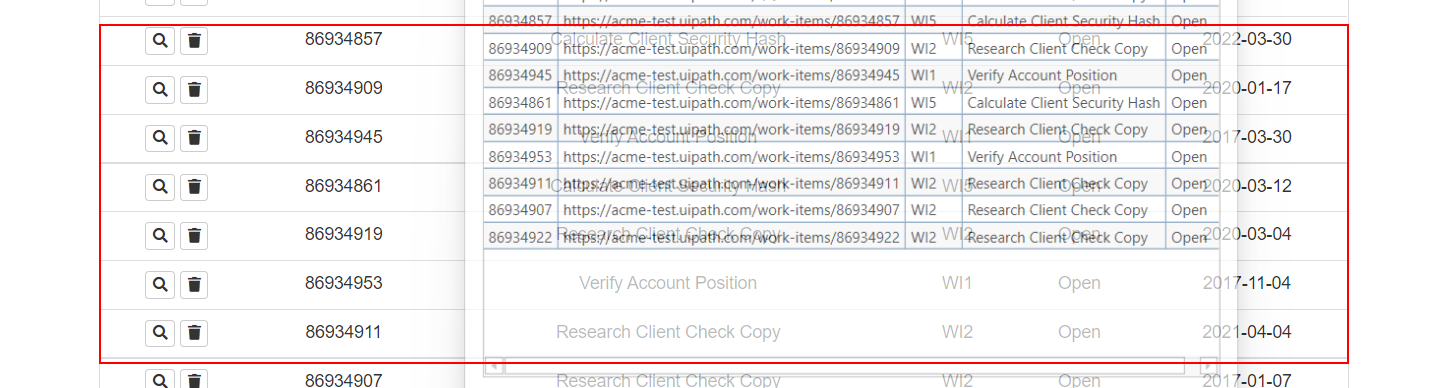 86934857 https://acme-test.uipath.com/work-items/86934857 WI5 Calculate Client Security Hash Open
86934857 Calculate Client Security Hash WI5 Open 2022-03-30
86934909 https://acme-test.uipath.com/work-items/86934909 WI2 Research Client Check Copy Open
86934945 https://acme-test.uipath.com/work-items/86934945 WI1 Verify Account Position Open
86934909 Research Client Check Copy WI2 Open 2020-01-17
86934861 https://acme-test.uipath.com/work-items/86934861 WI5 Calculate Client Security Hash Open
86934919 https://acme-test.uipath.com/work-items/86934919 WI2 Research Client Check Copy Open
86934945 Verify Account Position WI1 Open 2017-03-30
86934953 https://acme-test.uipath.com/work-items/86934953 WI1 Verify Account Position Open
86934911 https://acme-test.uipath.com/work-items/86934911 WI2 Research Client Check Copy Open
86934861 Calculate Client Security Hash WI5 Open 2020-03-12
86934907 https://acme-test.uipath.com/work-items/86934907 WI2 Research Client Check Copy Open
86934919 Research Client Check Copy WI2 Open 2020-03-04
86934922 https://acme-test.uipath.com/work-items/86934922 WI2 Research Client Check Copy Open
86934953 Verify Account Position WI1 Open 2017-11-04
86934911 Research Client Check Copy WI2 Open 2021-04-04
86934907 Research Client Check Copy WI2 Open 2017-01-07